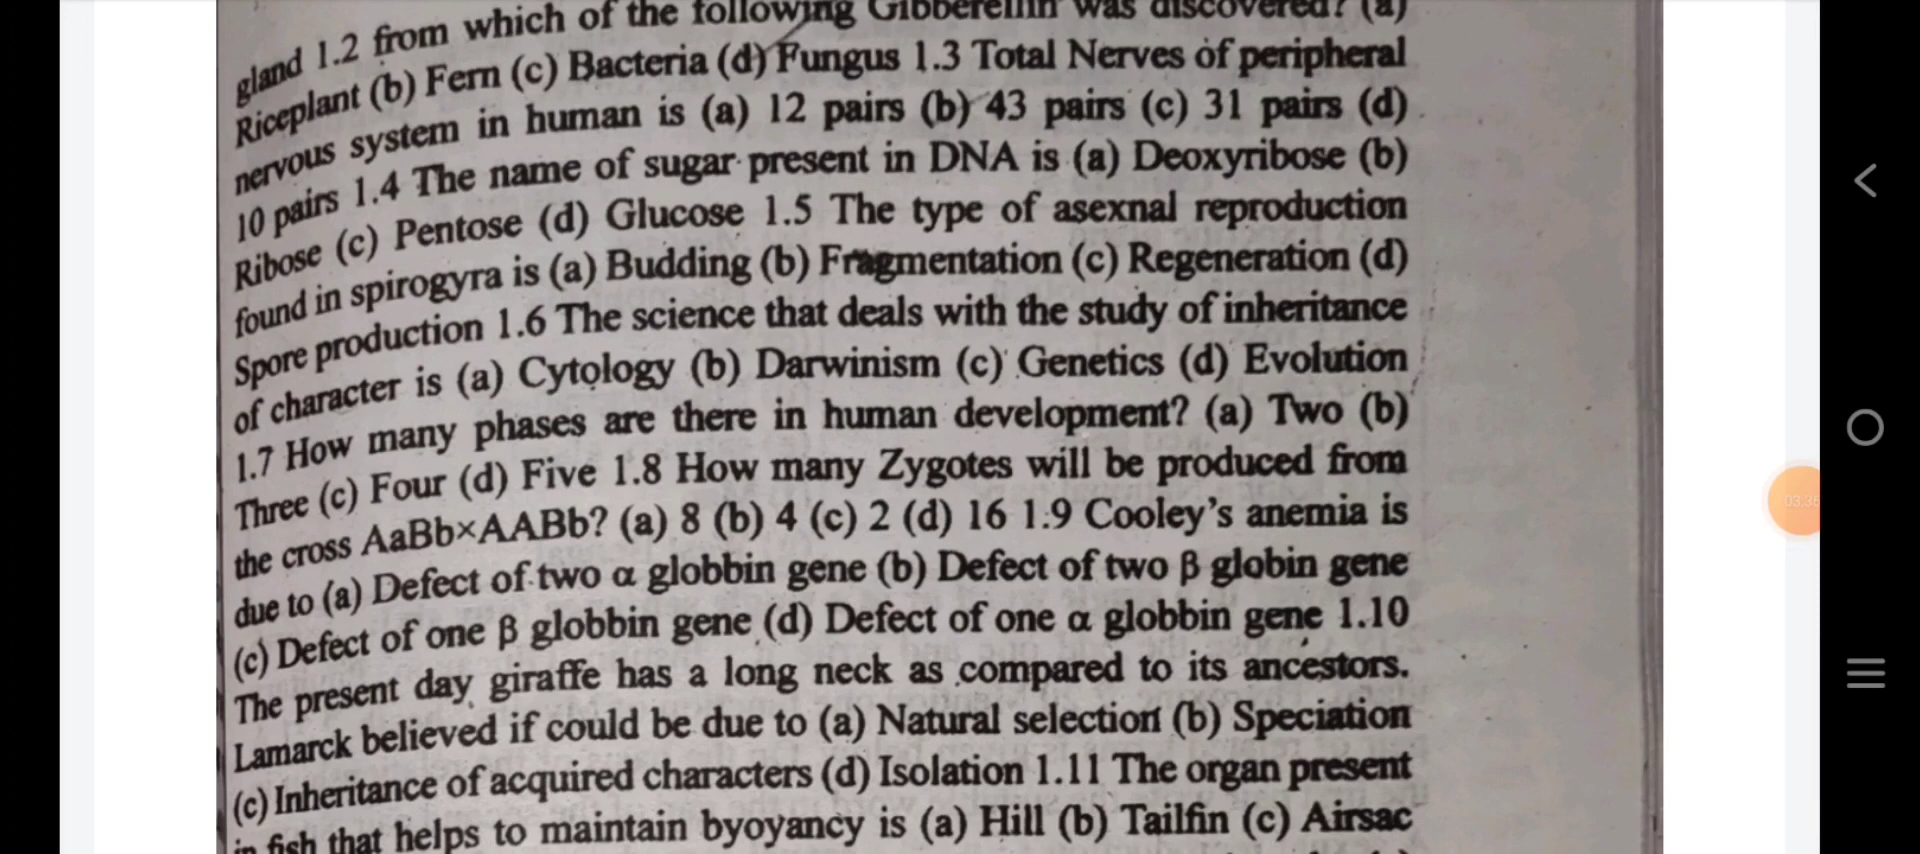 gland 1.2 from which of the following Gibberellin was discovered? (a)
Riceplant (b) Fern (c) Bacteria (d) Fungus 1.3 Total Nerves of peripheral
nervous system in human is (a) 12 pairs (b) 43 pairs (c) 31 pairs (d)
10 pairs 1.4 The name of sugar present in DNA is (a) Deoxyribose (b)
Ribose (c) Pentose (d) Glucose 1.5 The type of asexnal reproduction
found in spirogyra is (a) Budding (b) Fragmentation (c) Regeneration (d)
Spore production 1.6 The science that deals with the study of inheritance
of character is (a) Cytology (b) Darwinism (c) Genetics (d) Evolution
1.7 How many phases are there in human development? (a) Two (b)
Three (c) Four (d) Five 1.8 How many Zygotes will be produced from
the cross AaBb×AABb? (a) 8 (b) 4 (c) 2 (d) 16 1.9 Cooley's anemia is
due to (a) Defect of two α globbin gene (b) Defect of two β globin gene
(c) Defect of one β globbin gene (d) Defect of one α globbin gene 1.10
The present day giraffe has a long neck as compared to its ancestors.
Lamarck believed if could be due to (a) Natural selection (b) Speciation
(c) Inheritance of acquired characters (d) Isolation 1.11 The organ present
in fish that helps to maintain byoyancy is (a) Hill (b) Tailfin (c) Airsac